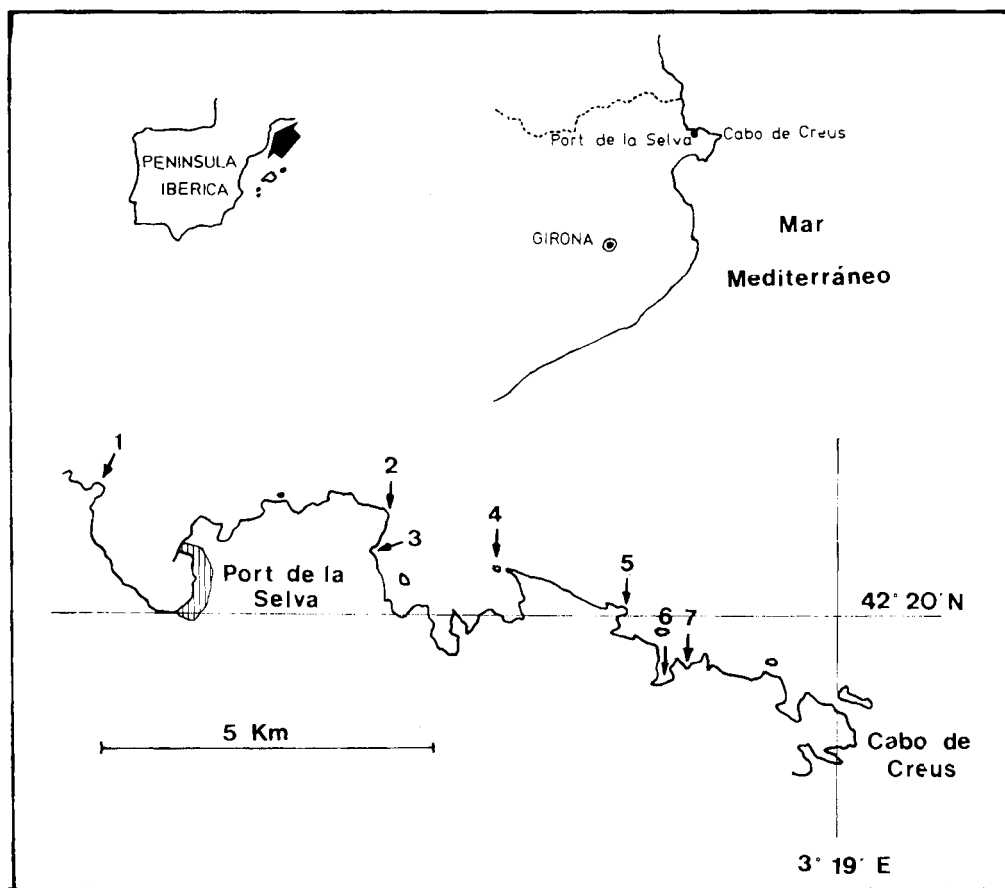 PENINSULA
IBERICA
Port de la Selva
Cabo de Creus
GIRONA
Mar
Mediterráneo
1
2
3
4
5
6
7
Port de la
Selva
42° 20' N
5 Km
Cabo de
Creus
3° 19' E